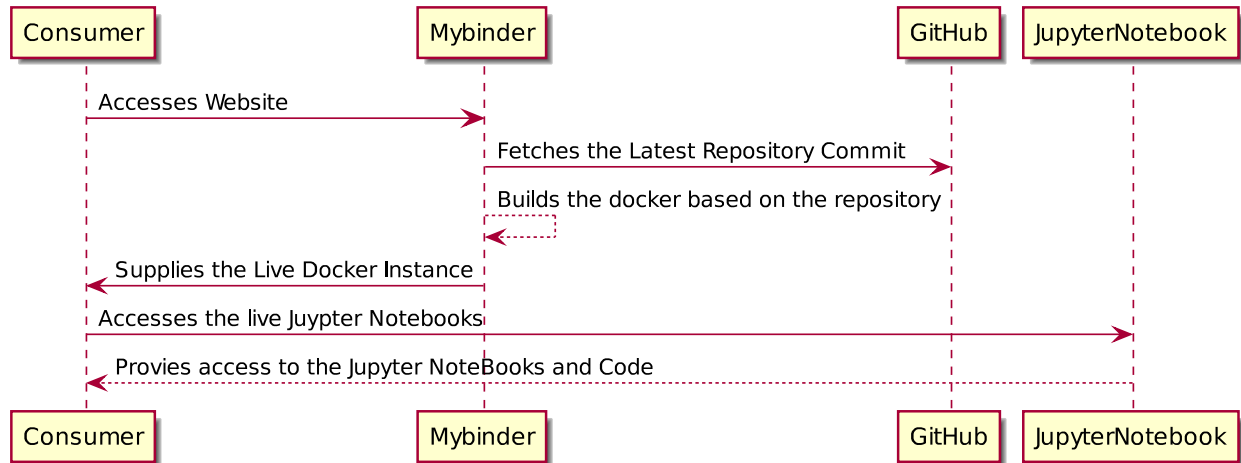 Consumer Mybinder GitHub JupyterNotebook
Accesses Website
Fetches the Latest Repository Commit
Builds the docker based on the repository
Supplies the Live Docker Instance
Accesses the live Juypter Notebooks
Provies access to the Jupyter NoteBooks and Code
Consumer Mybinder GitHub JupyterNotebook